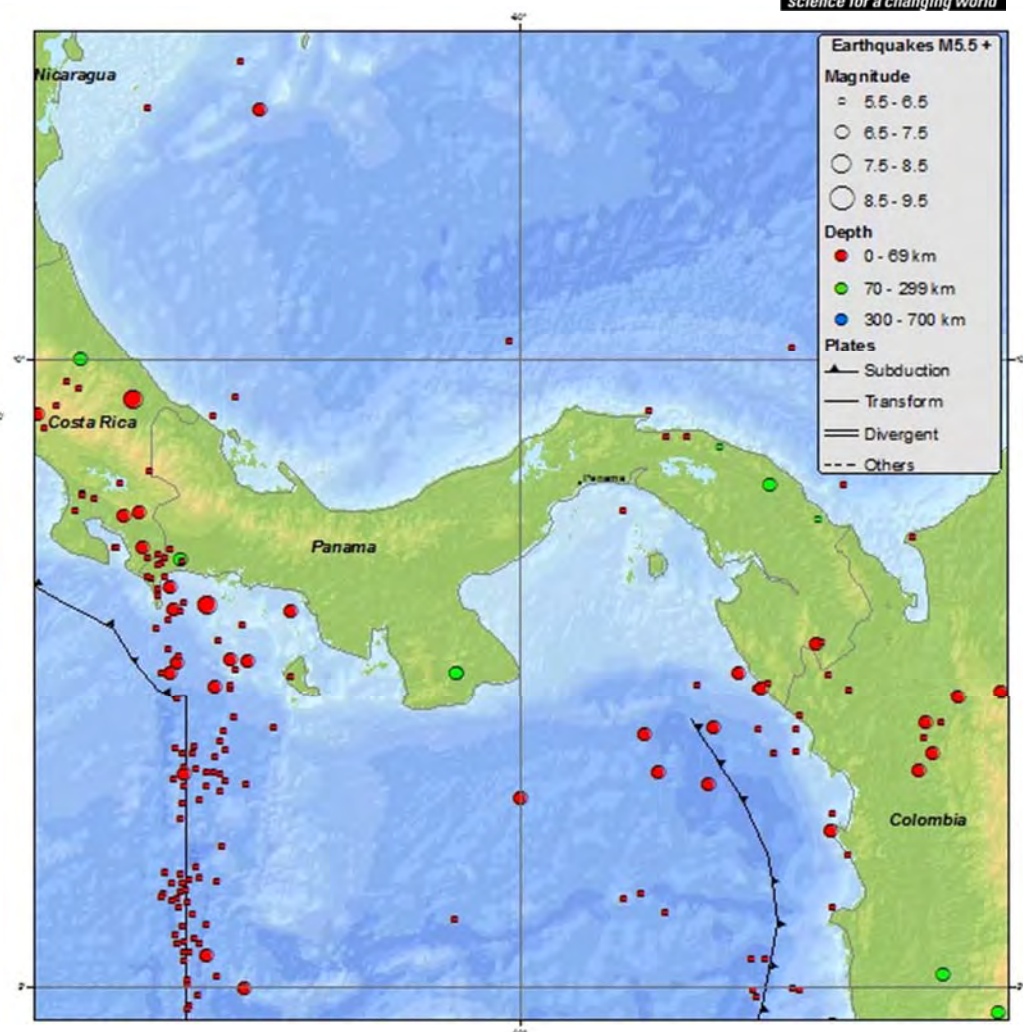 science for a changing world
Earthquakes M5.5 +
Magnitude
5.5 - 6.5
6.5 - 7.5
7.5 - 8.5
8.5 - 9.5
Depth
0 - 69 km
70 - 299 km
300 - 700 km
Plates
Subduction
Transform
Divergent
Others
Nicaragua
Costa Rica
Panama
Panama
Colombia